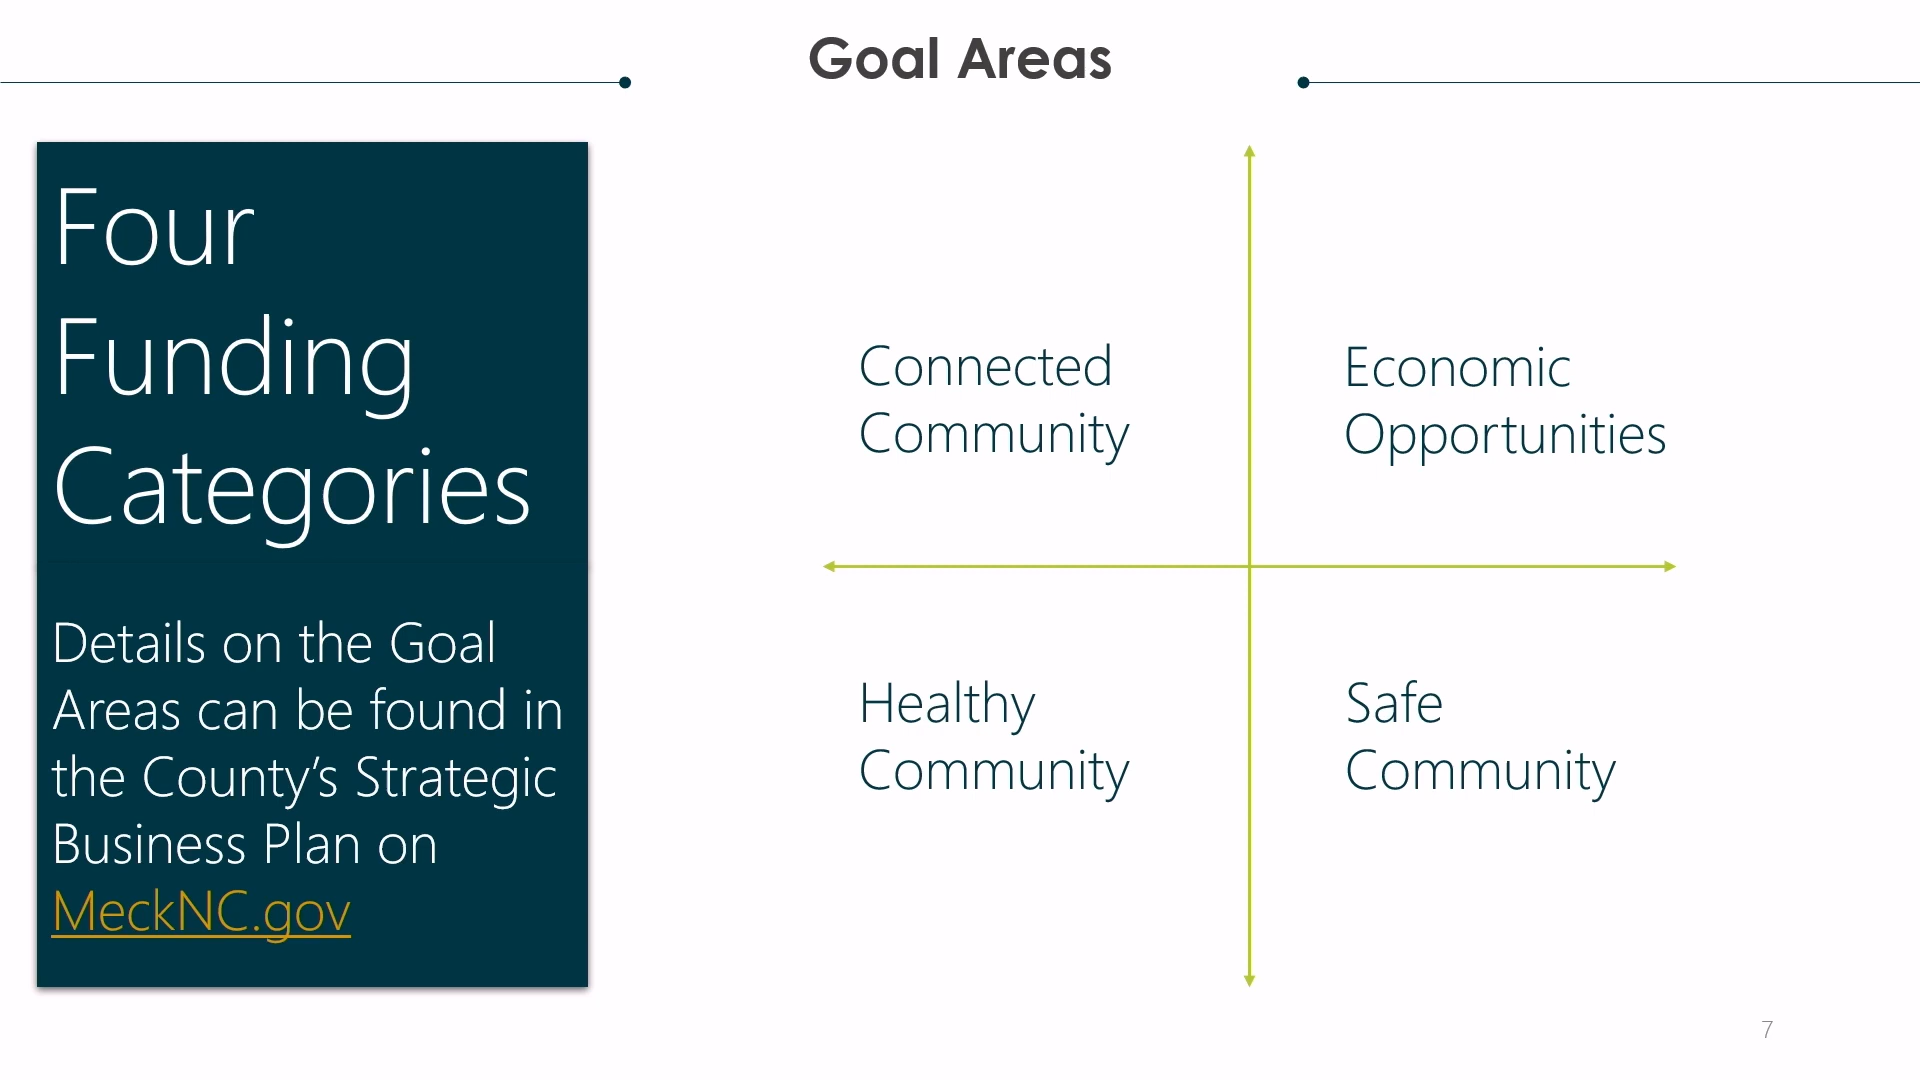 Goal Areas
Four
Funding
Categories
Details on the Goal
Areas can be found in
the County’s Strategic
Business Plan on
MeckNC.gov
Connected
Community
Economic
Opportunities
Healthy
Community
Safe
Community
7